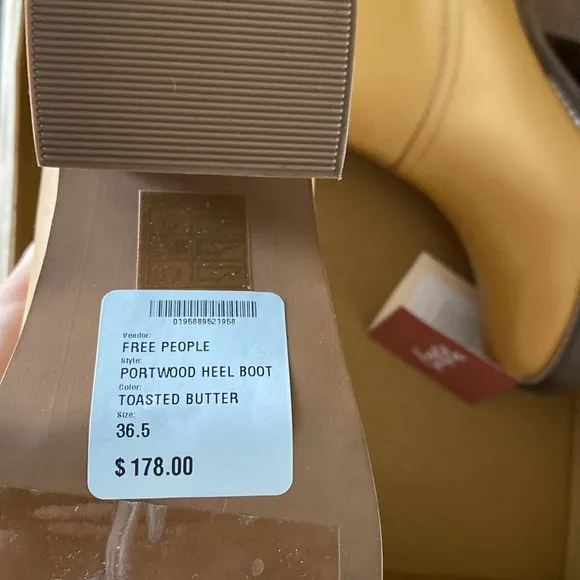 0195889521958
Vendor:
FREE PEOPLE
Style:
PORTWOOD HEEL BOOT
Color:
TOASTED BUTTER
Size:
36.5
$178.00